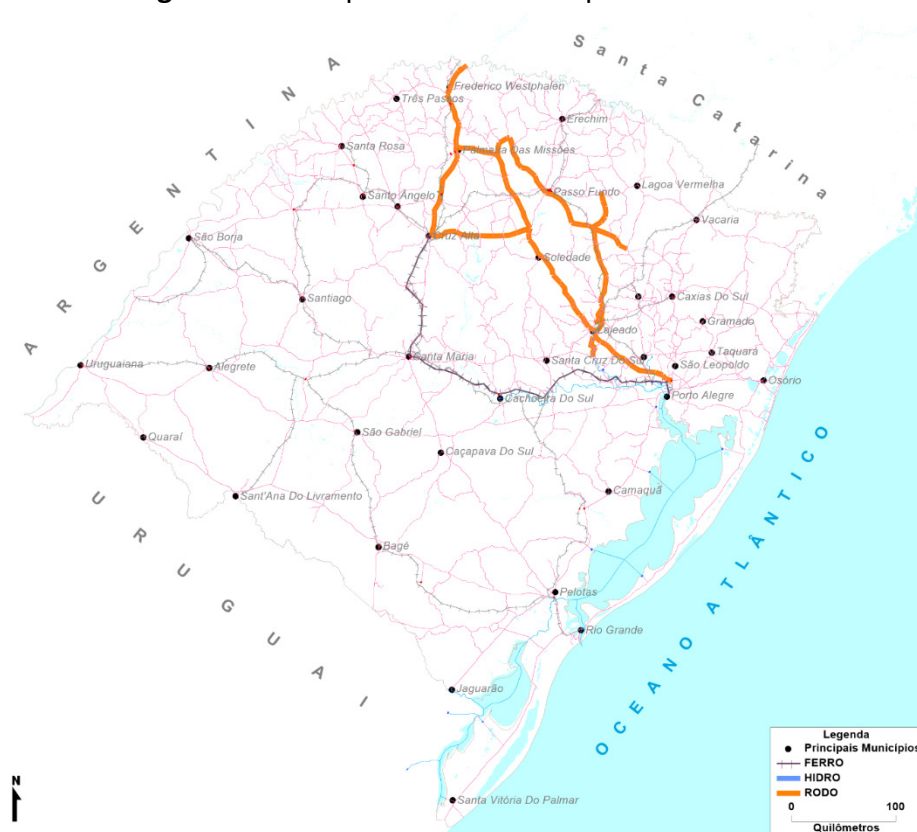 Santa Catarina
ARGENTINA
Frederico Westphalen
Três Passos
Erechim
Santa Rosa
Palmeira Das Missões
Passo Fundo
Lagoa Vermelha
Santo Ângelo
Vacaria
Cruz Alta
São Borja
Soledade
Santiago
Caxias Do Sul
Gramado
Lajeado
Taquara
Santa Maria
Santa Cruz Do Sul
São Leopoldo
Uruguaiana
Alegrete
Osório
Porto Alegre
Cachoeira Do Sul
São Gabriel
Quaraí
Caçapava Do Sul
Camaquã
Sant'Ana Do Livramento
Bagé
URUGUAI
OCEANO ATLÂNTICO
Pelotas
Rio Grande
Jaguarão
Santa Vitória Do Palmar
N
Legenda
Principais Municípios
FERRO
HIDRO
RODO
0 100
Quilômetros